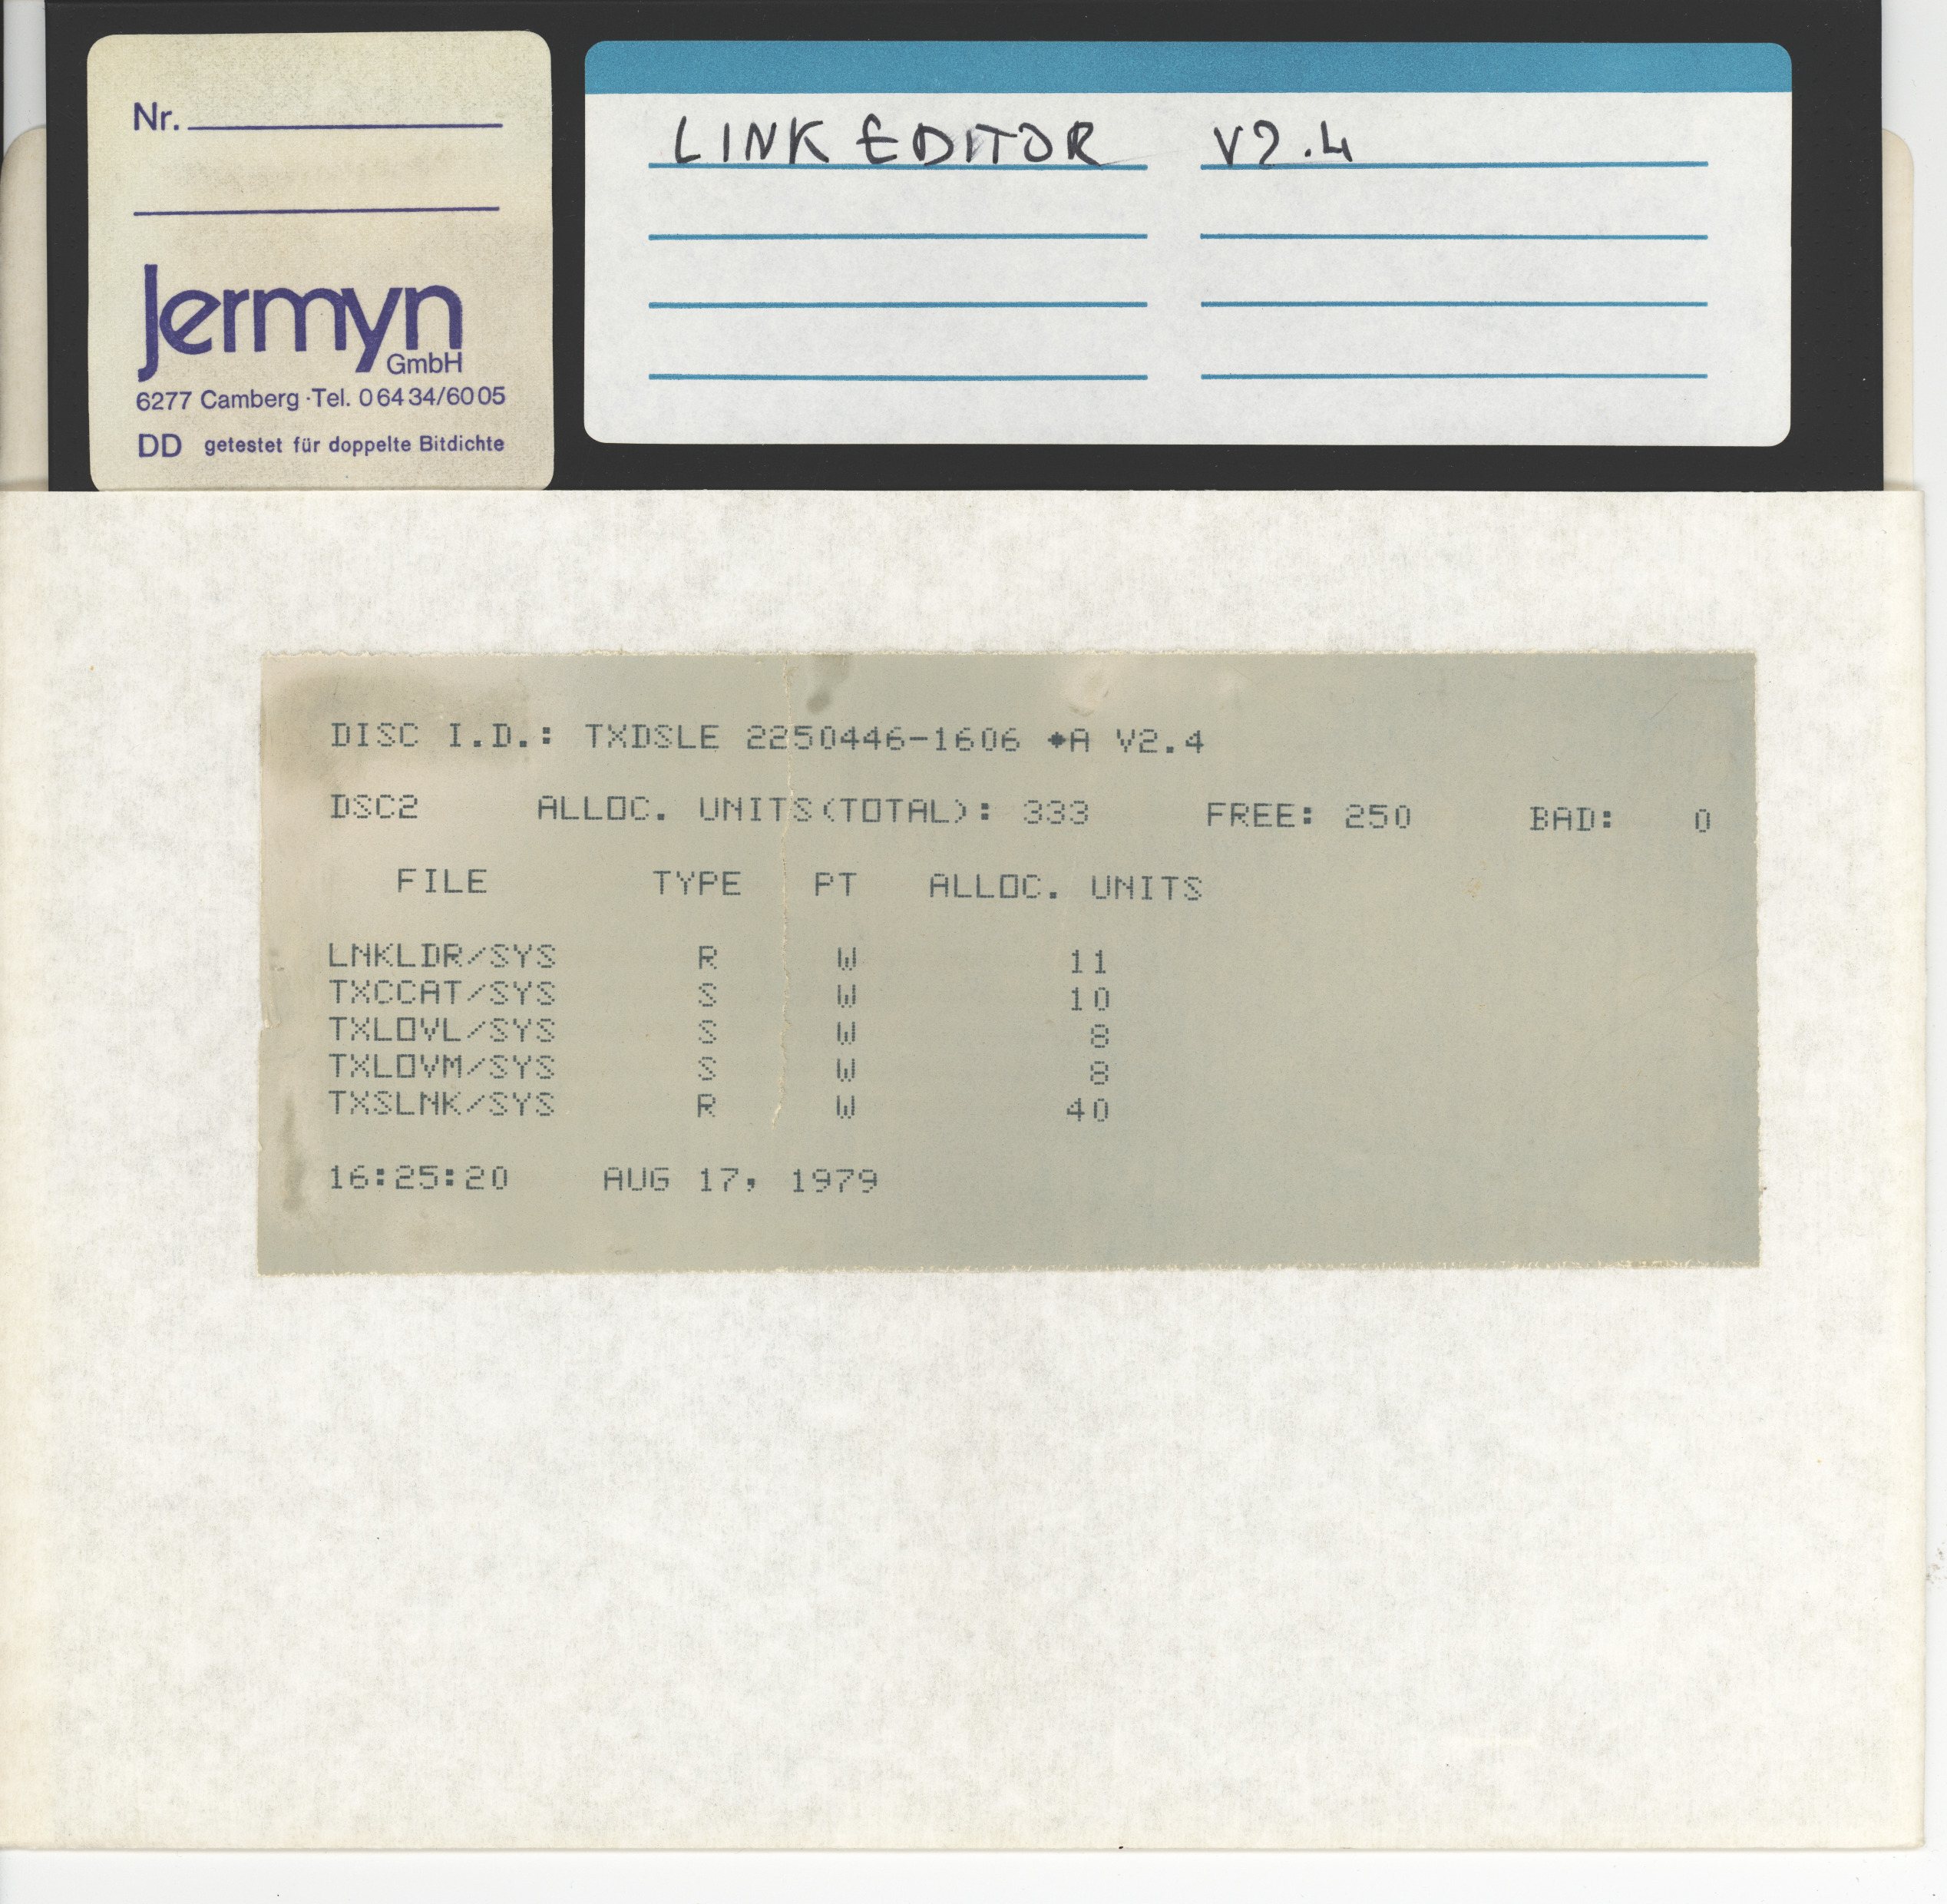 Nr.
Jermyn
GmbH
6277 Camberg · Tel. 06434/6005
DD getestet für doppelte Bitdichte
LINK EDITOR V2.4
DISC I.D.: TXDSLE 2250446-1606 *A V2.4
DSC2 ALLOC. UNITS(TOTAL): 333 FREE: 250 BAD: 0
FILE TYPE PT ALLOC. UNITS
LNKLDR/SYS R W 11
TXCCAT/SYS S W 10
TXLOVL/SYS S W 8
TXLOVM/SYS S W 8
TXSLNK/SYS R W 40
16:25:20 AUG 17, 1979